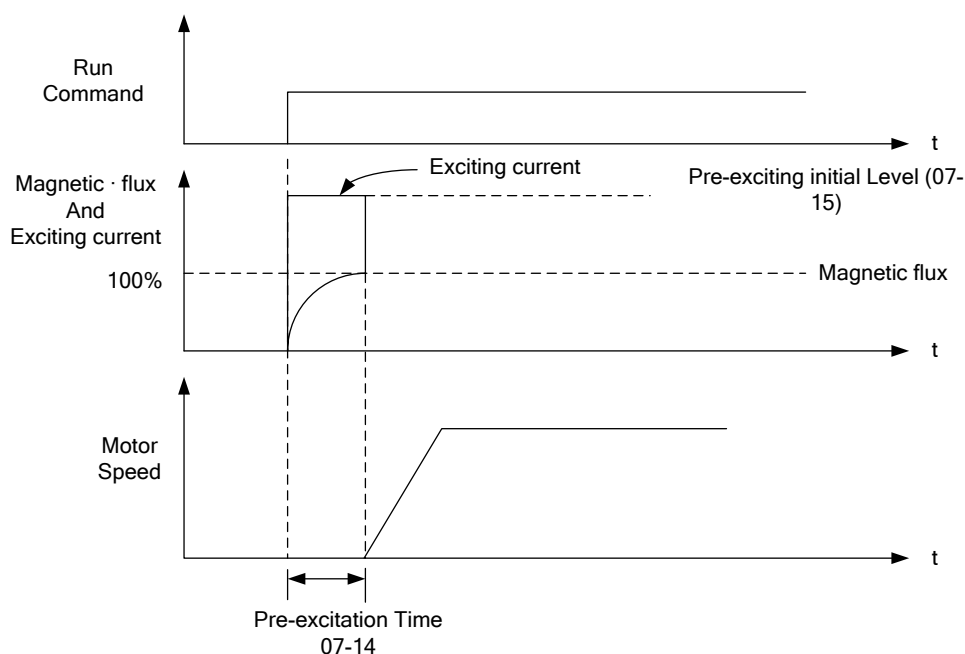 Run
Command
t
Magnetic · flux
And
Exciting current
100%
Exciting current
Pre-exciting initial Level (07-
15)
Magnetic flux
t
Motor
Speed
t
Pre-excitation Time
07-14